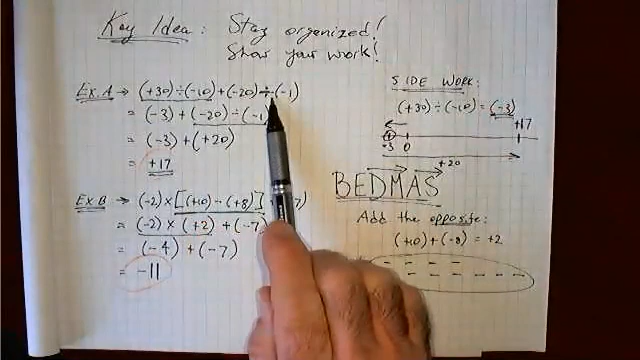 Key Idea: Stay organized!
Show your work!
Ex. A → (+30)÷(-10)+(-20)÷(-1)
= (-3) + (-20) ÷ (-1)
= (-3) + (+20)
= +17
Ex. B → (-2) x [(+10) - (+8)] 7)
= (-2) x (+2) + (-7)
= (-4) + (-7)
= -11
SIDE WORK:
(+30) ÷ (-10) = (-3)
+17
-3 0
+20
BEDMAS
Add the opposite:
(+10) + (-8) = +2